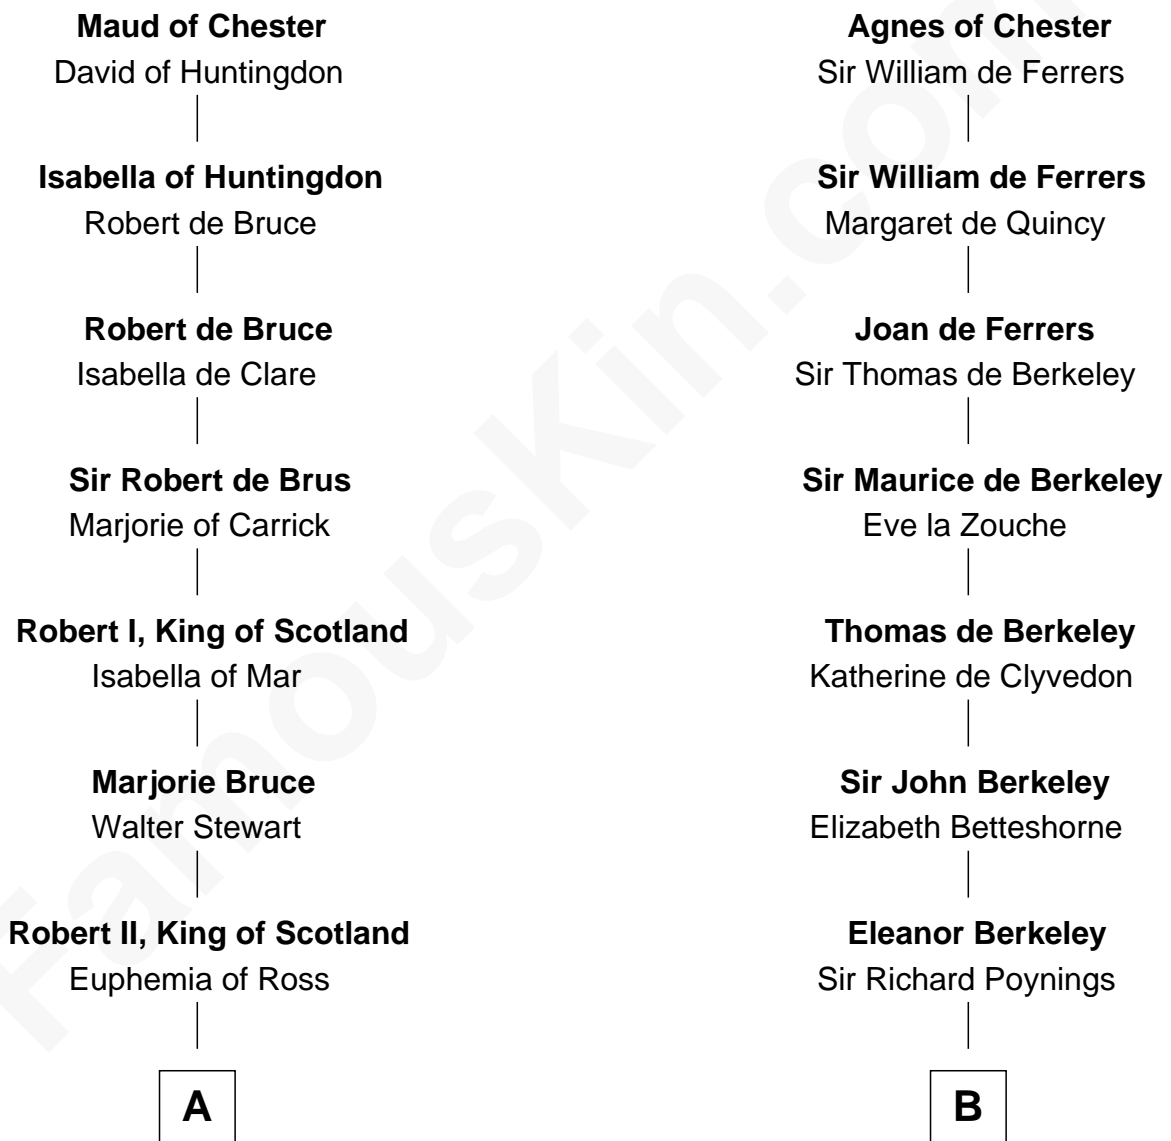 Maud of Chester
David of Huntingdon
Isabella of Huntingdon
Robert de Bruce
Robert de Bruce
Isabella de Clare
Sir Robert de Brus
Marjorie of Carrick
Robert I, King of Scotland
Isabella of Mar
Marjorie Bruce
Walter Stewart
Robert II, King of Scotland
Euphemia of Ross
A
Agnes of Chester
Sir William de Ferrers
Sir William de Ferrers
Margaret de Quincy
Joan de Ferrers
Sir Thomas de Berkeley
Sir Maurice de Berkeley
Eve la Zouche
Thomas de Berkeley
Katherine de Clyvedon
Sir John Berkeley
Elizabeth Betteshorne
Eleanor Berkeley
Sir Richard Poynings
B
FamousKin.com